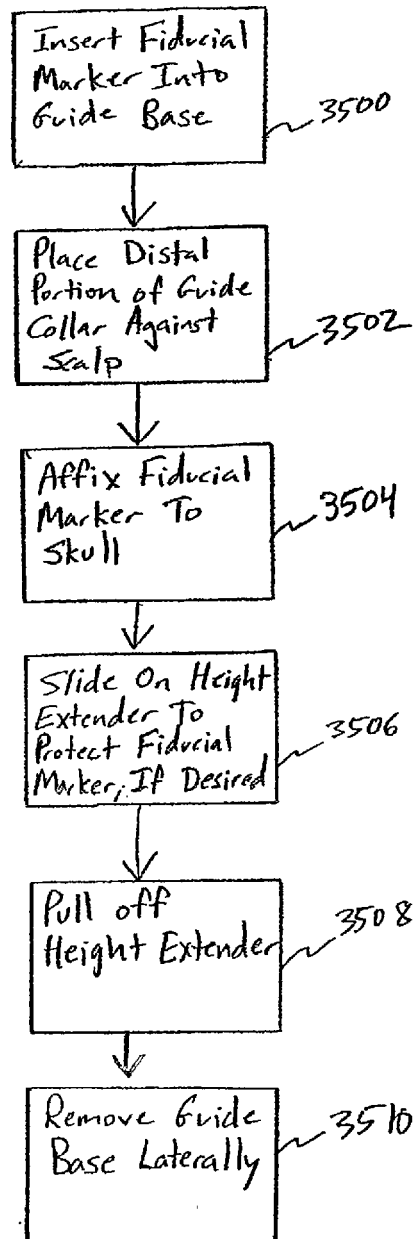 Insert Fiducial
Marker Into
Guide Base
3500
Place Distal
Portion of Guide
Collar Against
Scalp
3502
Affix Fiducial
Marker To
Skull
3504
Slide On Height
Extender To
Protect Fiducial
Marker, If Desired
3506
Pull off
Height Extender
3508
Remove Guide
Base Laterally
3510